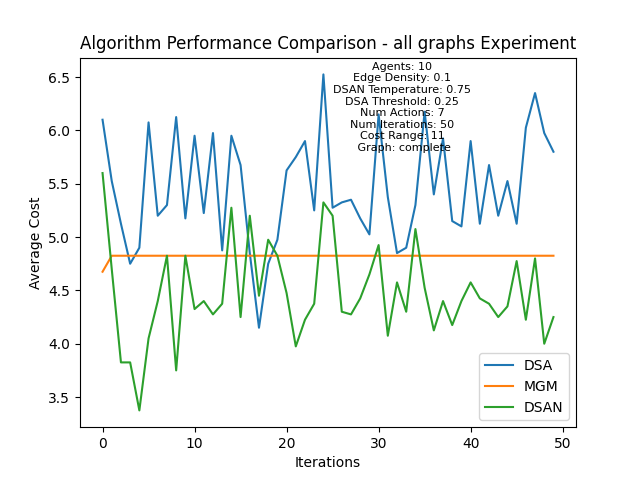 Algorithm Performance Comparison - all graphs Experiment
Agents: 10
Edge Density: 0.1
DSAN Temperature: 0.75
DSA Threshold: 0.25
Num Actions: 7
Num Iterations: 50
Cost Range: 11
Graph: complete
Average Cost
6.5
6.0
5.5
5.0
4.5
4.0
3.5
0
10
20
30
40
50
Iterations
DSA
MGM
DSAN